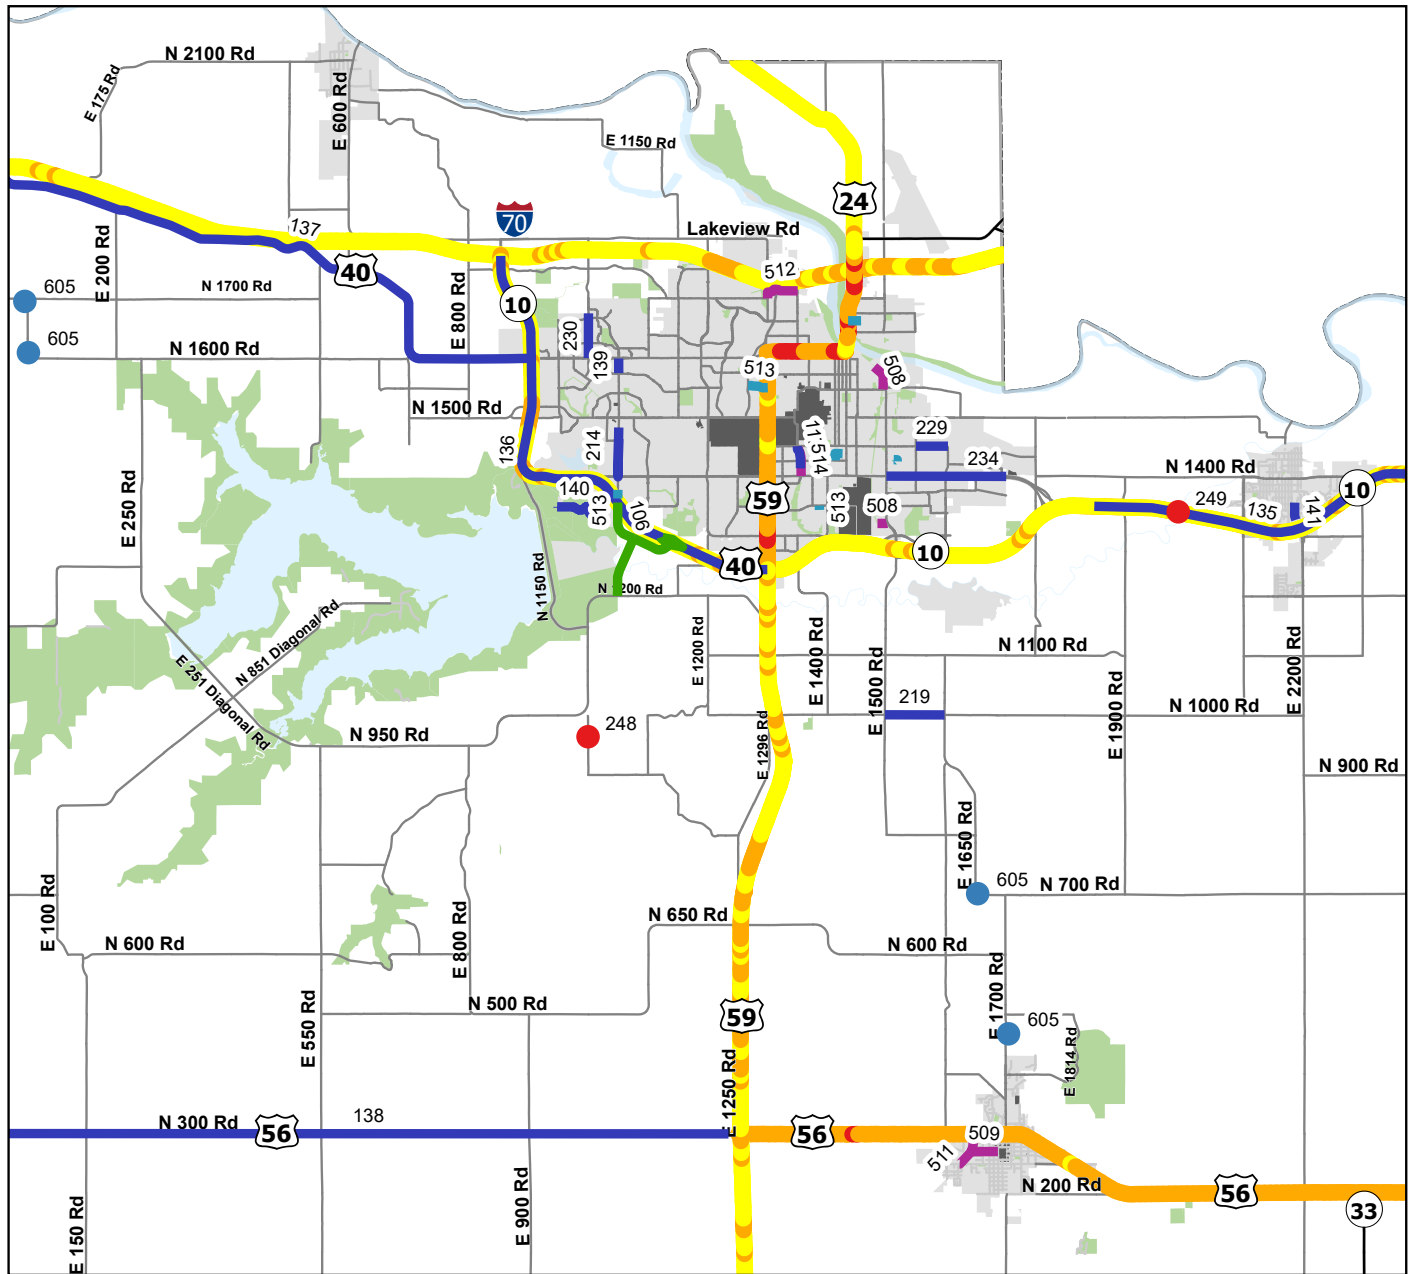 N 2100 Rd
E 175 Rd
E 600 Rd
E 1150 Rd
24
Lakeview Rd
70
137
E 200 Rd
40
512
605
N 1700 Rd
E 800 Rd
10
230
605
N 1600 Rd
139
513
508
N 1500 Rd
136
214
514
229
234
N 1400 Rd
10
E 250 Rd
140
513
106
59
513
508
249
135
141
10
40
N 1150 Rd
N 1200 Rd
N 851 Diagonal Rd
E 251 Diagonal Rd
E 1200 Rd
E 1400 Rd
N 1100 Rd
E 1500 Rd
E 1900 Rd
E 2200 Rd
219
N 1000 Rd
248
N 950 Rd
E 1296 Rd
N 900 Rd
E 1650 Rd
605
N 700 Rd
E 100 Rd
N 650 Rd
N 600 Rd
E 800 Rd
N 600 Rd
E 1700 Rd
N 500 Rd
59
605
E 550 Rd
E 1814 Rd
E 1250 Rd
N 300 Rd
56
138
56
509
511
N 200 Rd
56
33
E 150 Rd
E 900 Rd